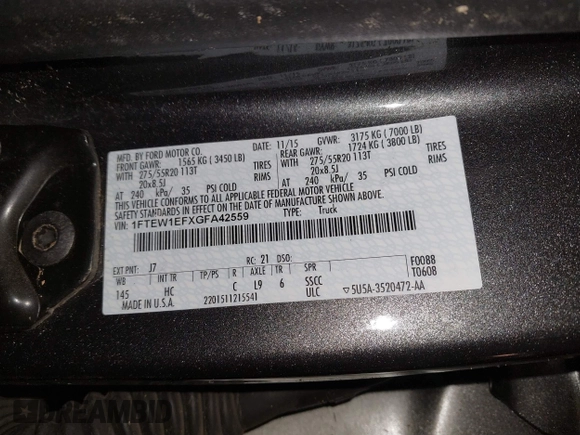 MFD. BY FORD MOTOR CO. DATE: 11/15 GVWR: 3175 KG ( 7000 LB)
FRONT GAWR: 1565 KG ( 3450 LB) REAR GAWR: 1724 KG ( 3800 LB)
WITH 275/55R20 113T TIRES WITH 275/55R20 113T TIRES
20x8.5J RIMS 20x8.5J RIMS
AT 240 kPa/ 35 PSI COLD AT 240 kPa/ 35 PSI COLD
THIS VEHICLE CONFORMS TO ALL APPLICABLE FEDERAL MOTOR VEHICLE
SAFETY STANDARDS IN EFFECT ON THE DATE OF MANUFACTURE SHOWN ABOVE.
VIN: 1FTEW1EFXGFA42559 TYPE: Truck
F0088
T0608
EXT PNT: J7 RC: 21 DSO:
WB INT TR TP/PS R AXLE TR SPR
145 HC C L9 6 SSCC
ULC
MADE IN U.S.A. 2201511215541 ▽5U5A-3520472-AA
DREAMBID